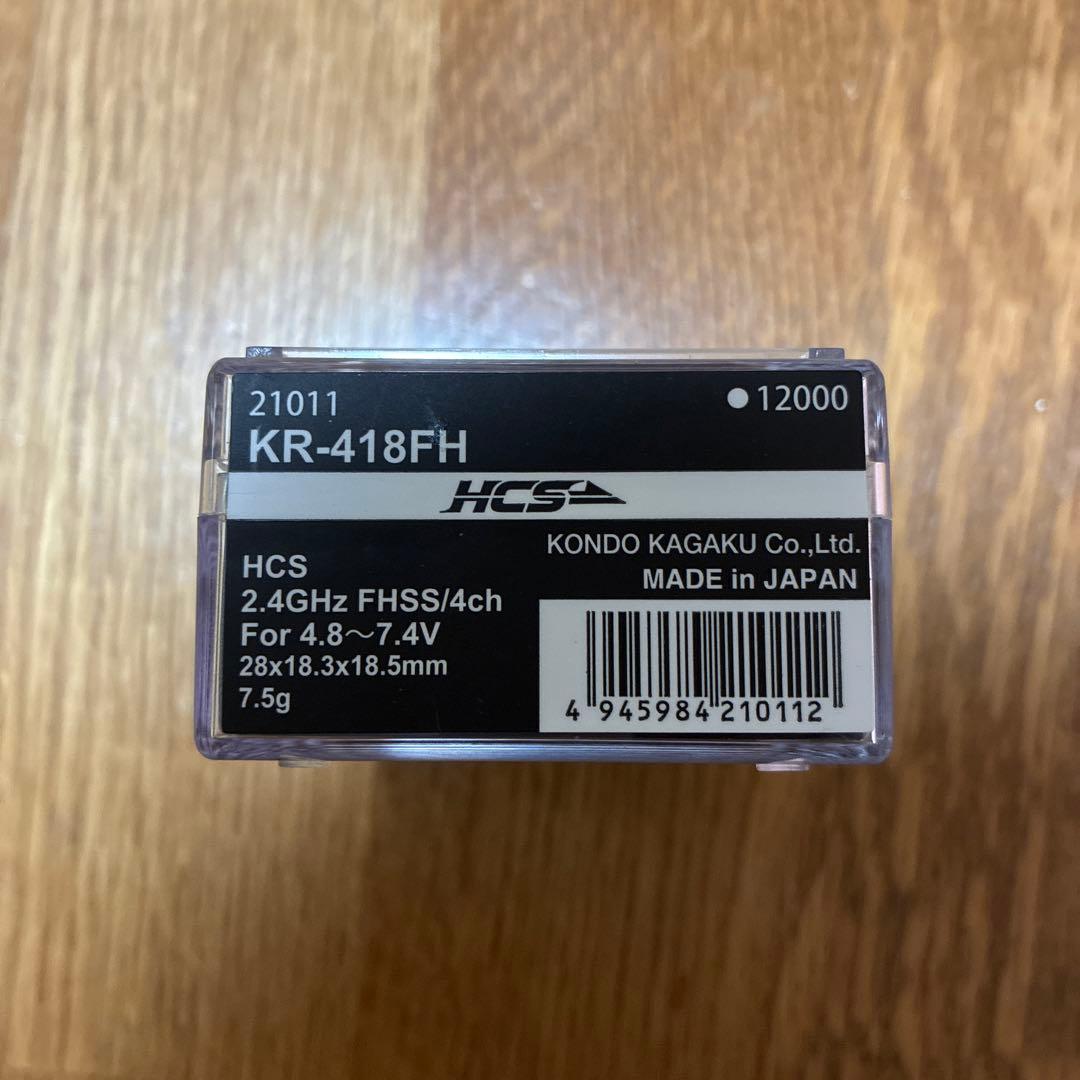 21011
● 12000
KR-418FH
HCS
KONDO KAGAKU Co.,Ltd.
MADE in JAPAN
HCS
2.4GHz FHSS/4ch
For 4.8～7.4V
28x18.3x18.5mm
7.5g
4 945984 210112